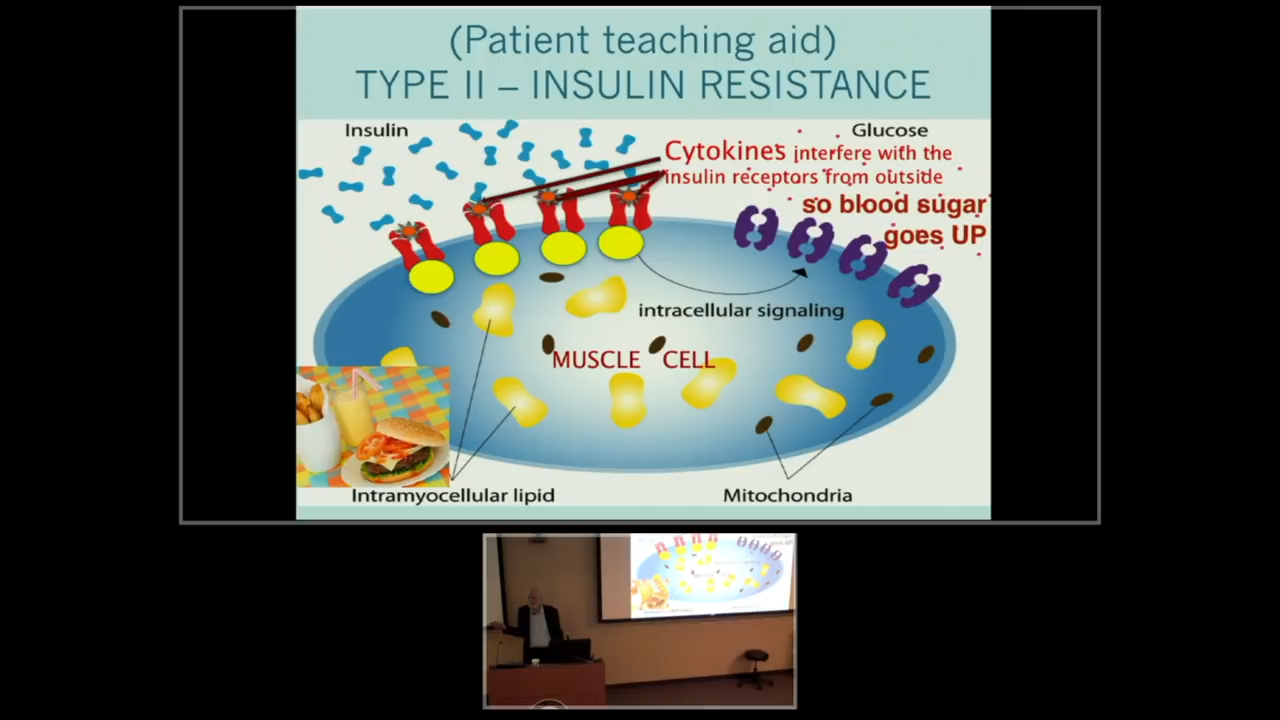 (Patient teaching aid)
TYPE II – INSULIN RESISTANCE
Insulin
Glucose
Cytokines interfere with the
insulin receptors from outside
so blood sugar
goes UP
intracellular signaling
MUSCLE CELL
Intramyocellular lipid
Mitochondria